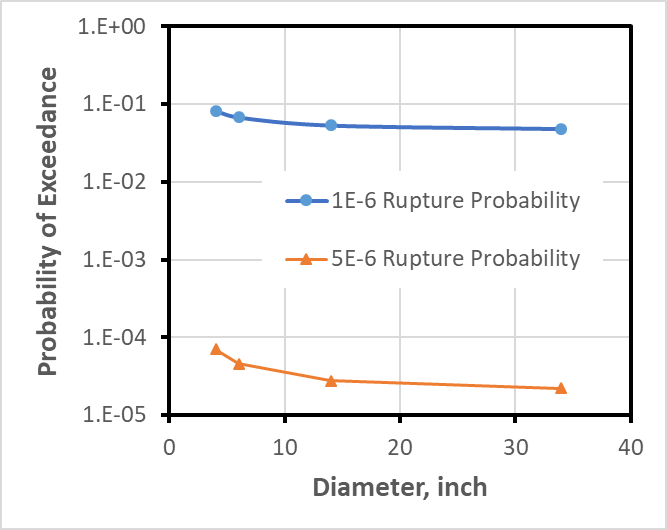 1.E+00
1.E-01
1.E-02
1.E-03
1.E-04
1.E-05
Probability of Exceedance
1E-6 Rupture Probability
5E-6 Rupture Probability
0 10 20 30 40
Diameter, inch